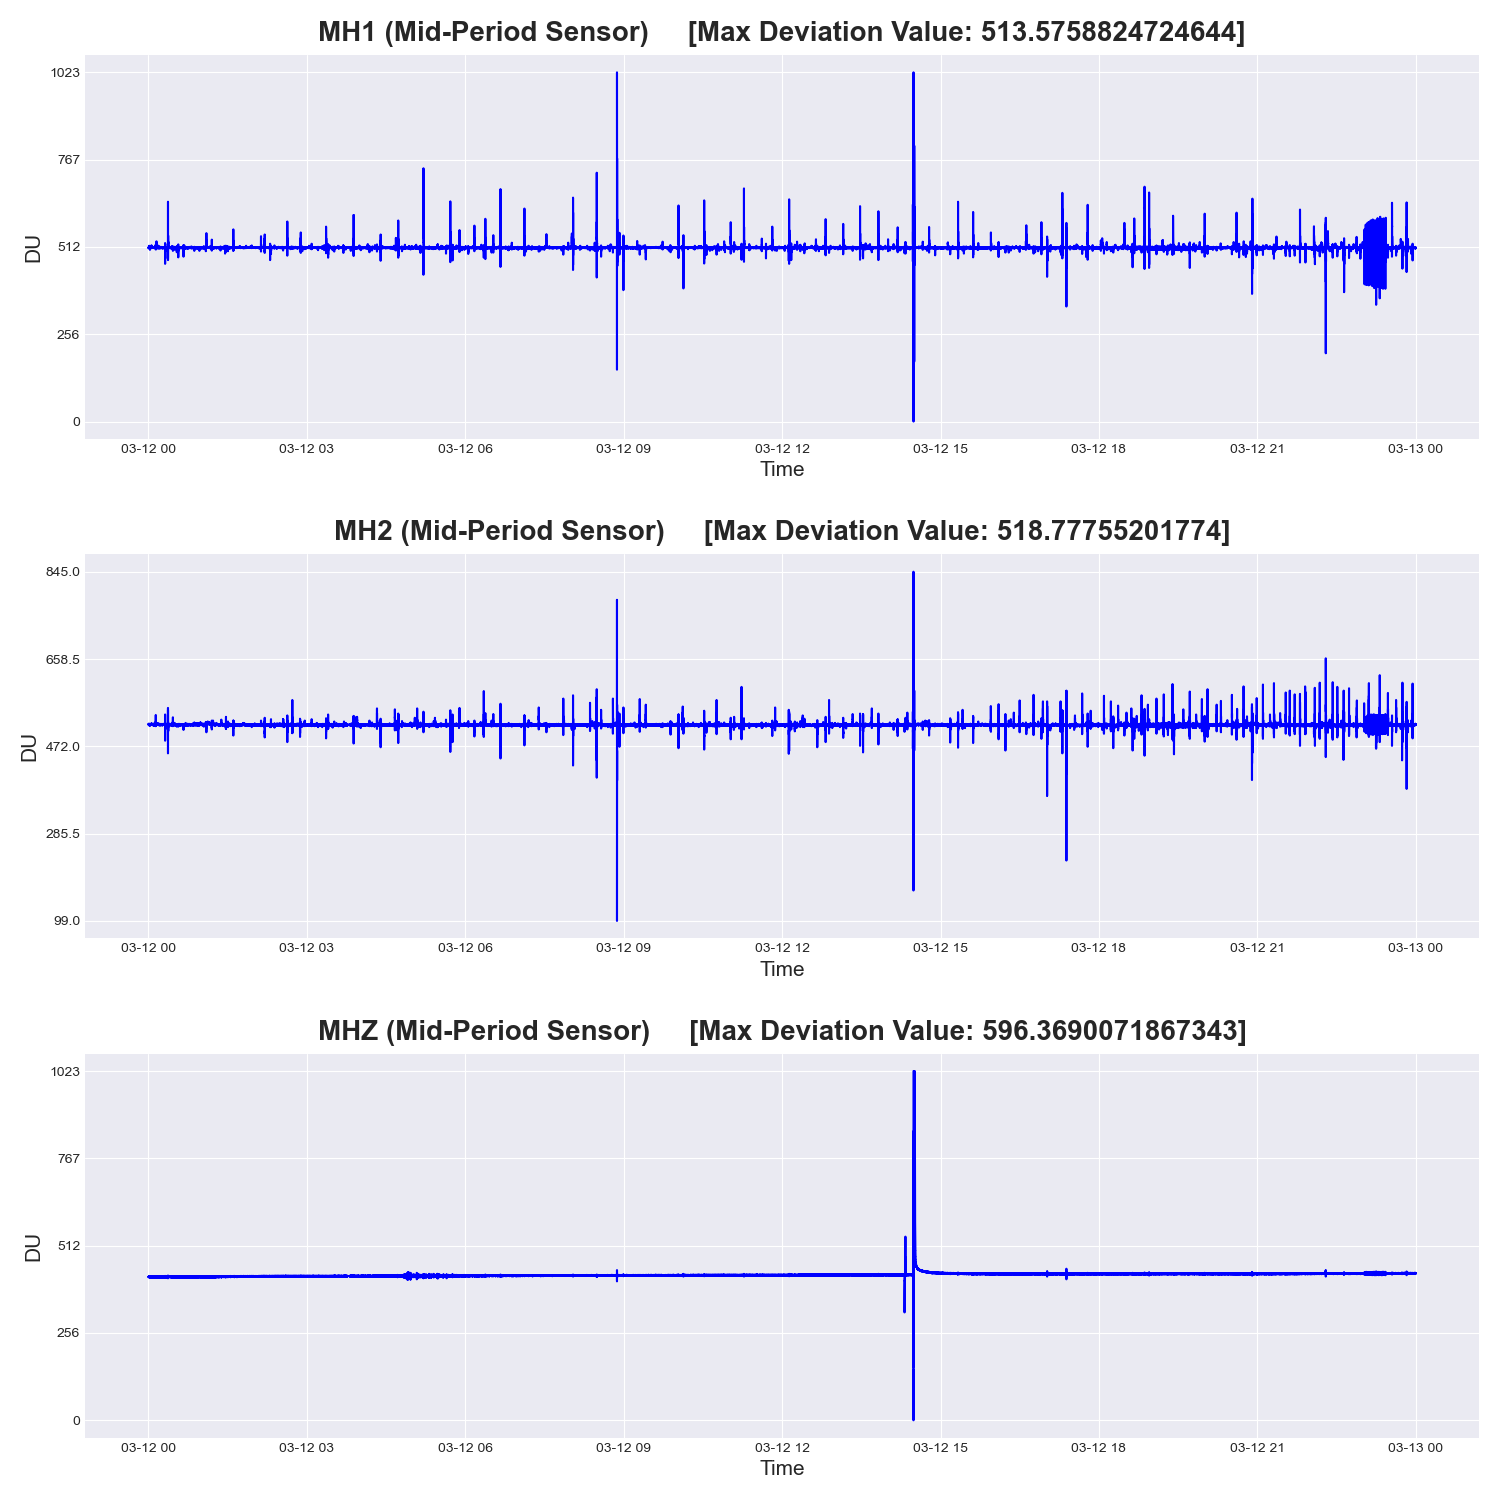 MH1 (Mid-Period Sensor) [Max Deviation Value: 513.5758824724644]
1023
767
512
256
0
DU
03-12 00 03-12 03 03-12 06 03-12 09 03-12 12 03-12 15 03-12 18 03-12 21 03-13 00
Time
MH2 (Mid-Period Sensor) [Max Deviation Value: 518.77755201774]
845.0
658.5
472.0
285.5
99.0
DU
03-12 00 03-12 03 03-12 06 03-12 09 03-12 12 03-12 15 03-12 18 03-12 21 03-13 00
Time
MHZ (Mid-Period Sensor) [Max Deviation Value: 596.3690071867343]
1023
767
512
256
0
DU
03-12 00 03-12 03 03-12 06 03-12 09 03-12 12 03-12 15 03-12 18 03-12 21 03-13 00
Time